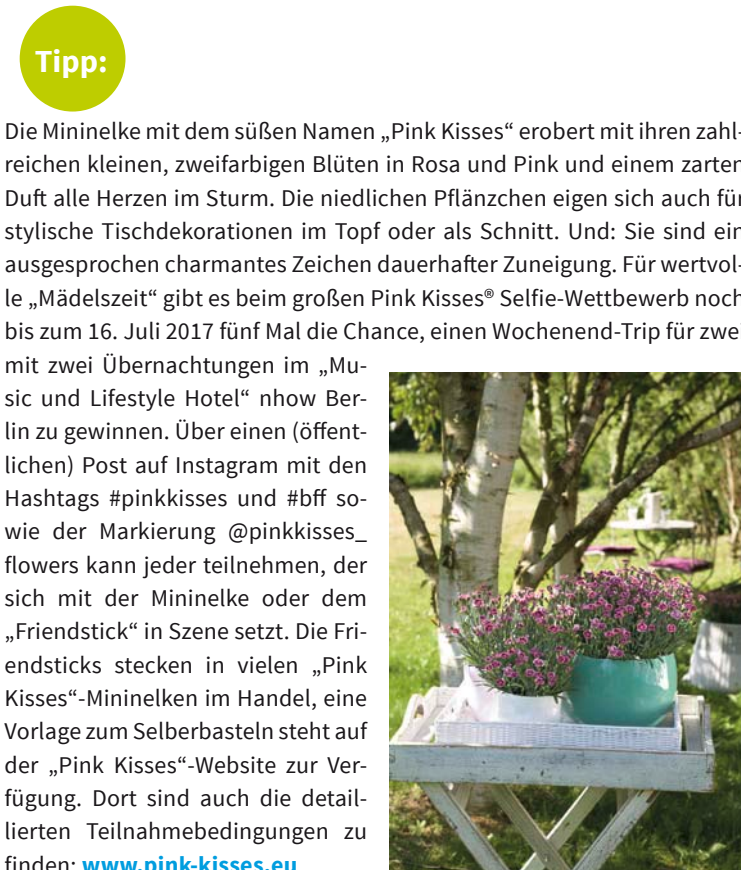 Tipp:
Die Mininelke mit dem süßen Namen „Pink Kisses“ erobert mit ihren zahl-
reichen kleinen, zweifarbigen Blüten in Rosa und Pink und einem zarten
Duft alle Herzen im Sturm. Die niedlichen Pflänzchen eigen sich auch für
stylische Tischdekorationen im Topf oder als Schnitt. Und: Sie sind ein
ausgesprochen charmantes Zeichen dauerhafter Zuneigung. Für wertvol-
le „Mädelszeit“ gibt es beim großen Pink Kisses® Selfie-Wettbewerb noch
bis zum 16. Juli 2017 fünf Mal die Chance, einen Wochenend-Trip für zwei
mit zwei Übernachtungen im „Mu-
sic und Lifestyle Hotel“ nhow Ber-
lin zu gewinnen. Über einen (öffent-
lichen) Post auf Instagram mit den
Hashtags #pinkkisses und #bff so-
wie der Markierung @pinkkisses_
flowers kann jeder teilnehmen, der
sich mit der Mininelke oder dem
„Friendstick“ in Szene setzt. Die Fri-
endsticks stecken in vielen „Pink
Kisses“-Mininelken im Handel, eine
Vorlage zum Selberbasteln steht auf
der „Pink Kisses“-Website zur Ver-
fügung. Dort sind auch die detail-
lierten Teilnahmebedingungen zu
finden: www.pink-kisses.eu